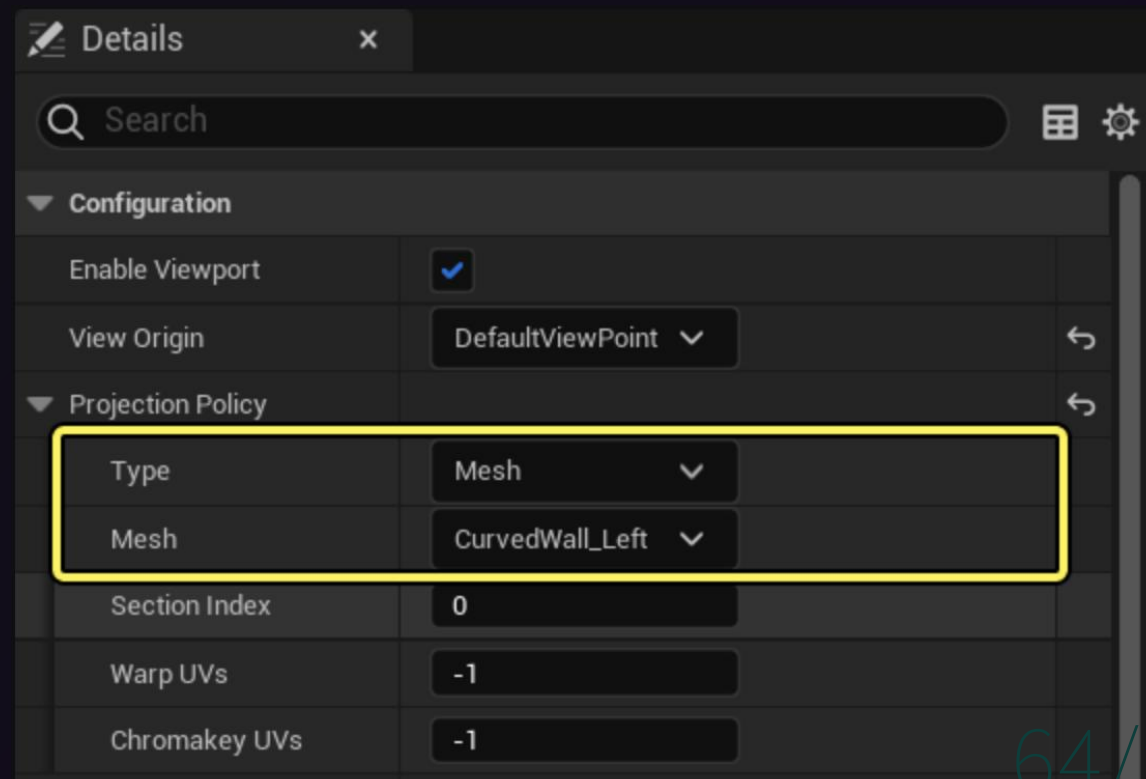 Details
Search
Configuration
Enable Viewport
View Origin DefaultViewPoint
Projection Policy
Type Mesh
Mesh CurvedWall_Left
Section Index 0
Warp UVs -1
Chromakey UVs -1
64/